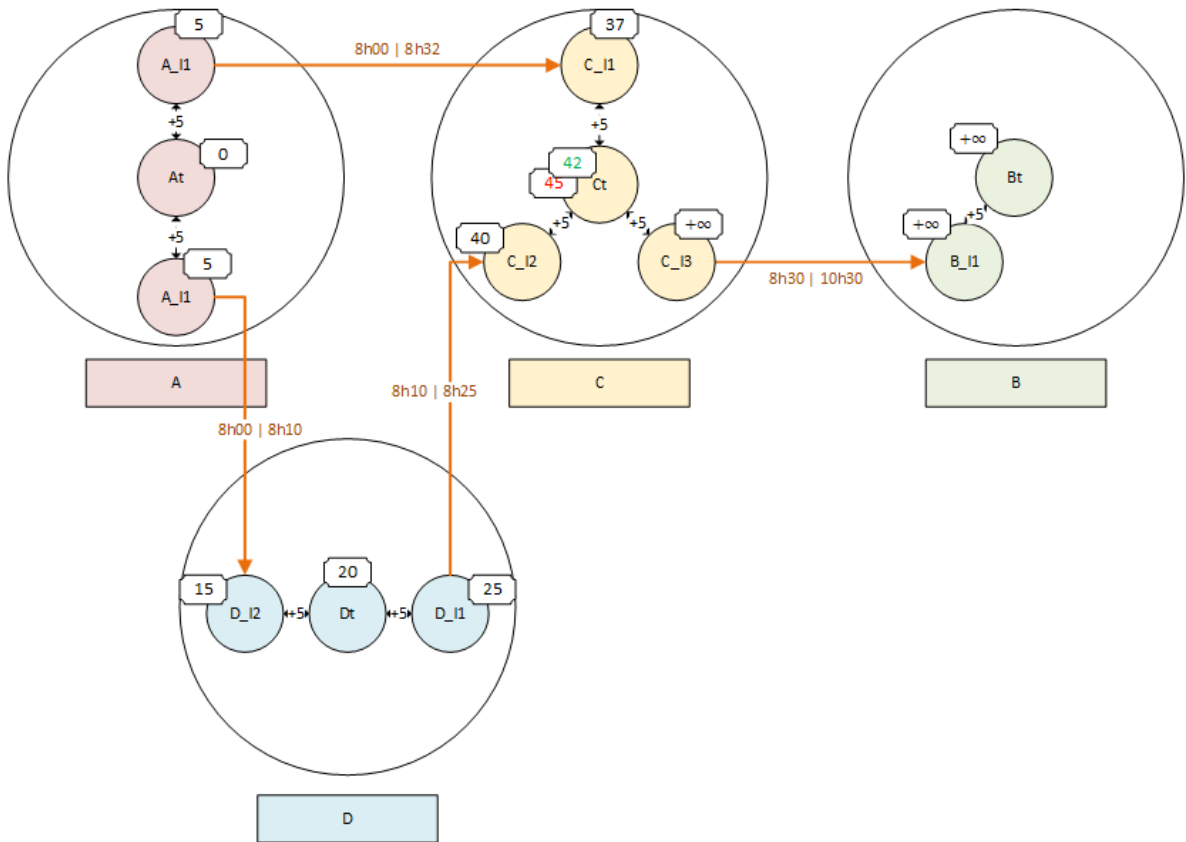 5
A_I1
+5
0
At
+5
5
A_I1
A
8h00 | 8h32
37
C_I1
+5
42
45
Ct
+5
+5
40
C_I2
+∞
C_I3
C
8h30 | 10h30
+∞
Bt
+5
+∞
B_I1
B
8h00 | 8h10
8h10 | 8h25
15
D_I2
+5
20
Dt
+5
25
D_I1
D